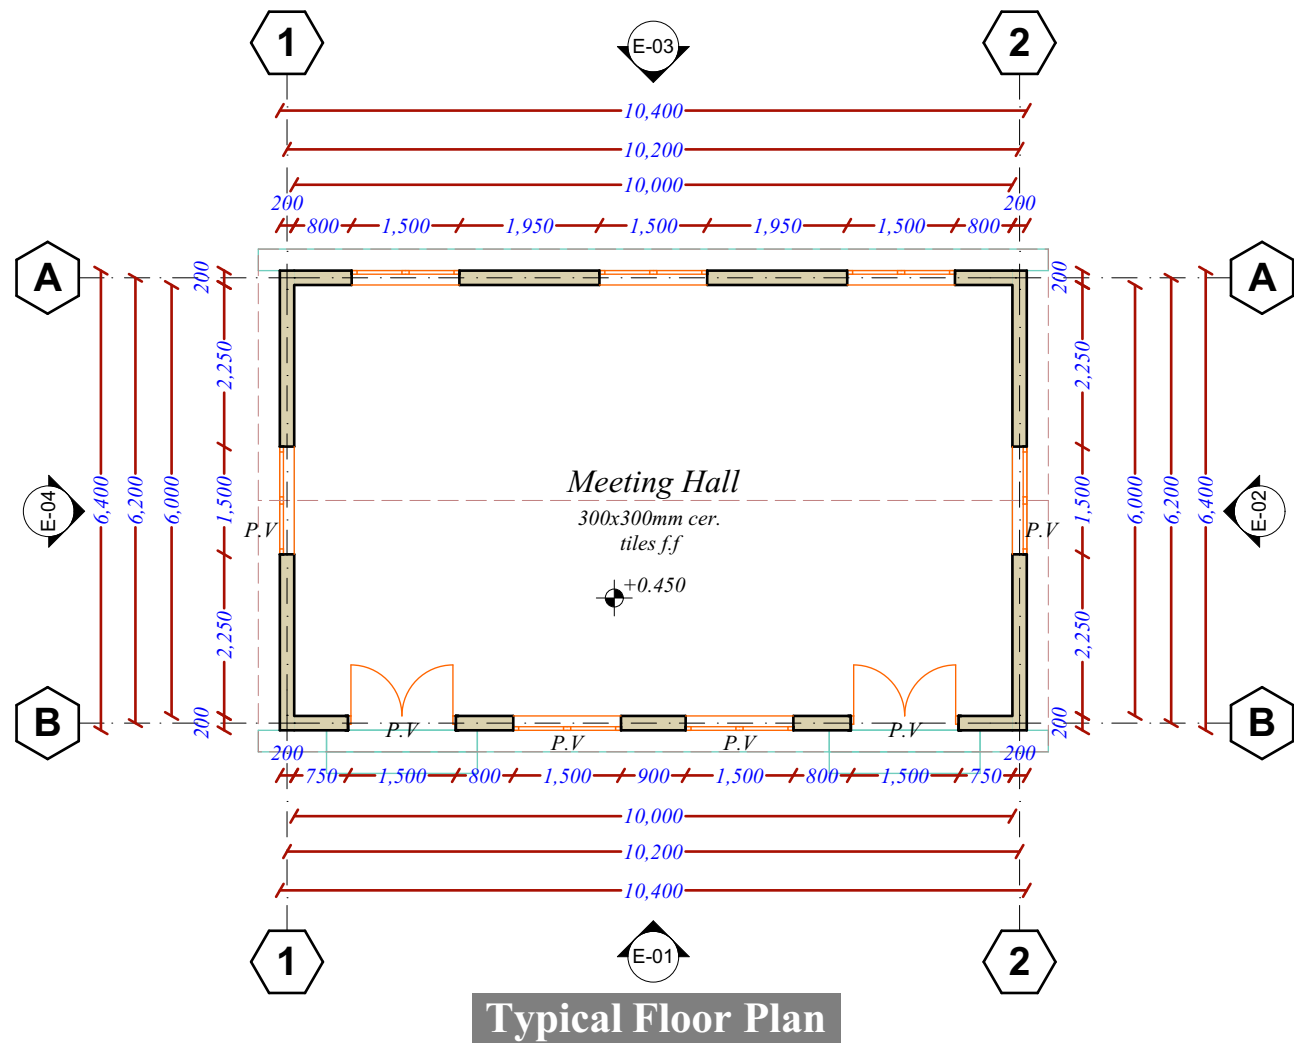 1 E-03 2
10,400
10,200
10,000
200 200
800 1,500 1,950 1,500 1,950 1,500 800
A 200 200 A
2,250 2,250
6,400 6,200 6,000 1,500 1,500 6,000 6,200 6,400
E-04 E-02
P.V P.V
Meeting Hall
300x300mm cer.
tiles f.f
+0.450
2,250 2,250
B 200 200 B
P.V P.V
P.V P.V
200 200
750 1,500 800 1,500 900 1,500 800 1,500 750
10,000
10,200
10,400
1 E-01 2
Typical Floor Plan